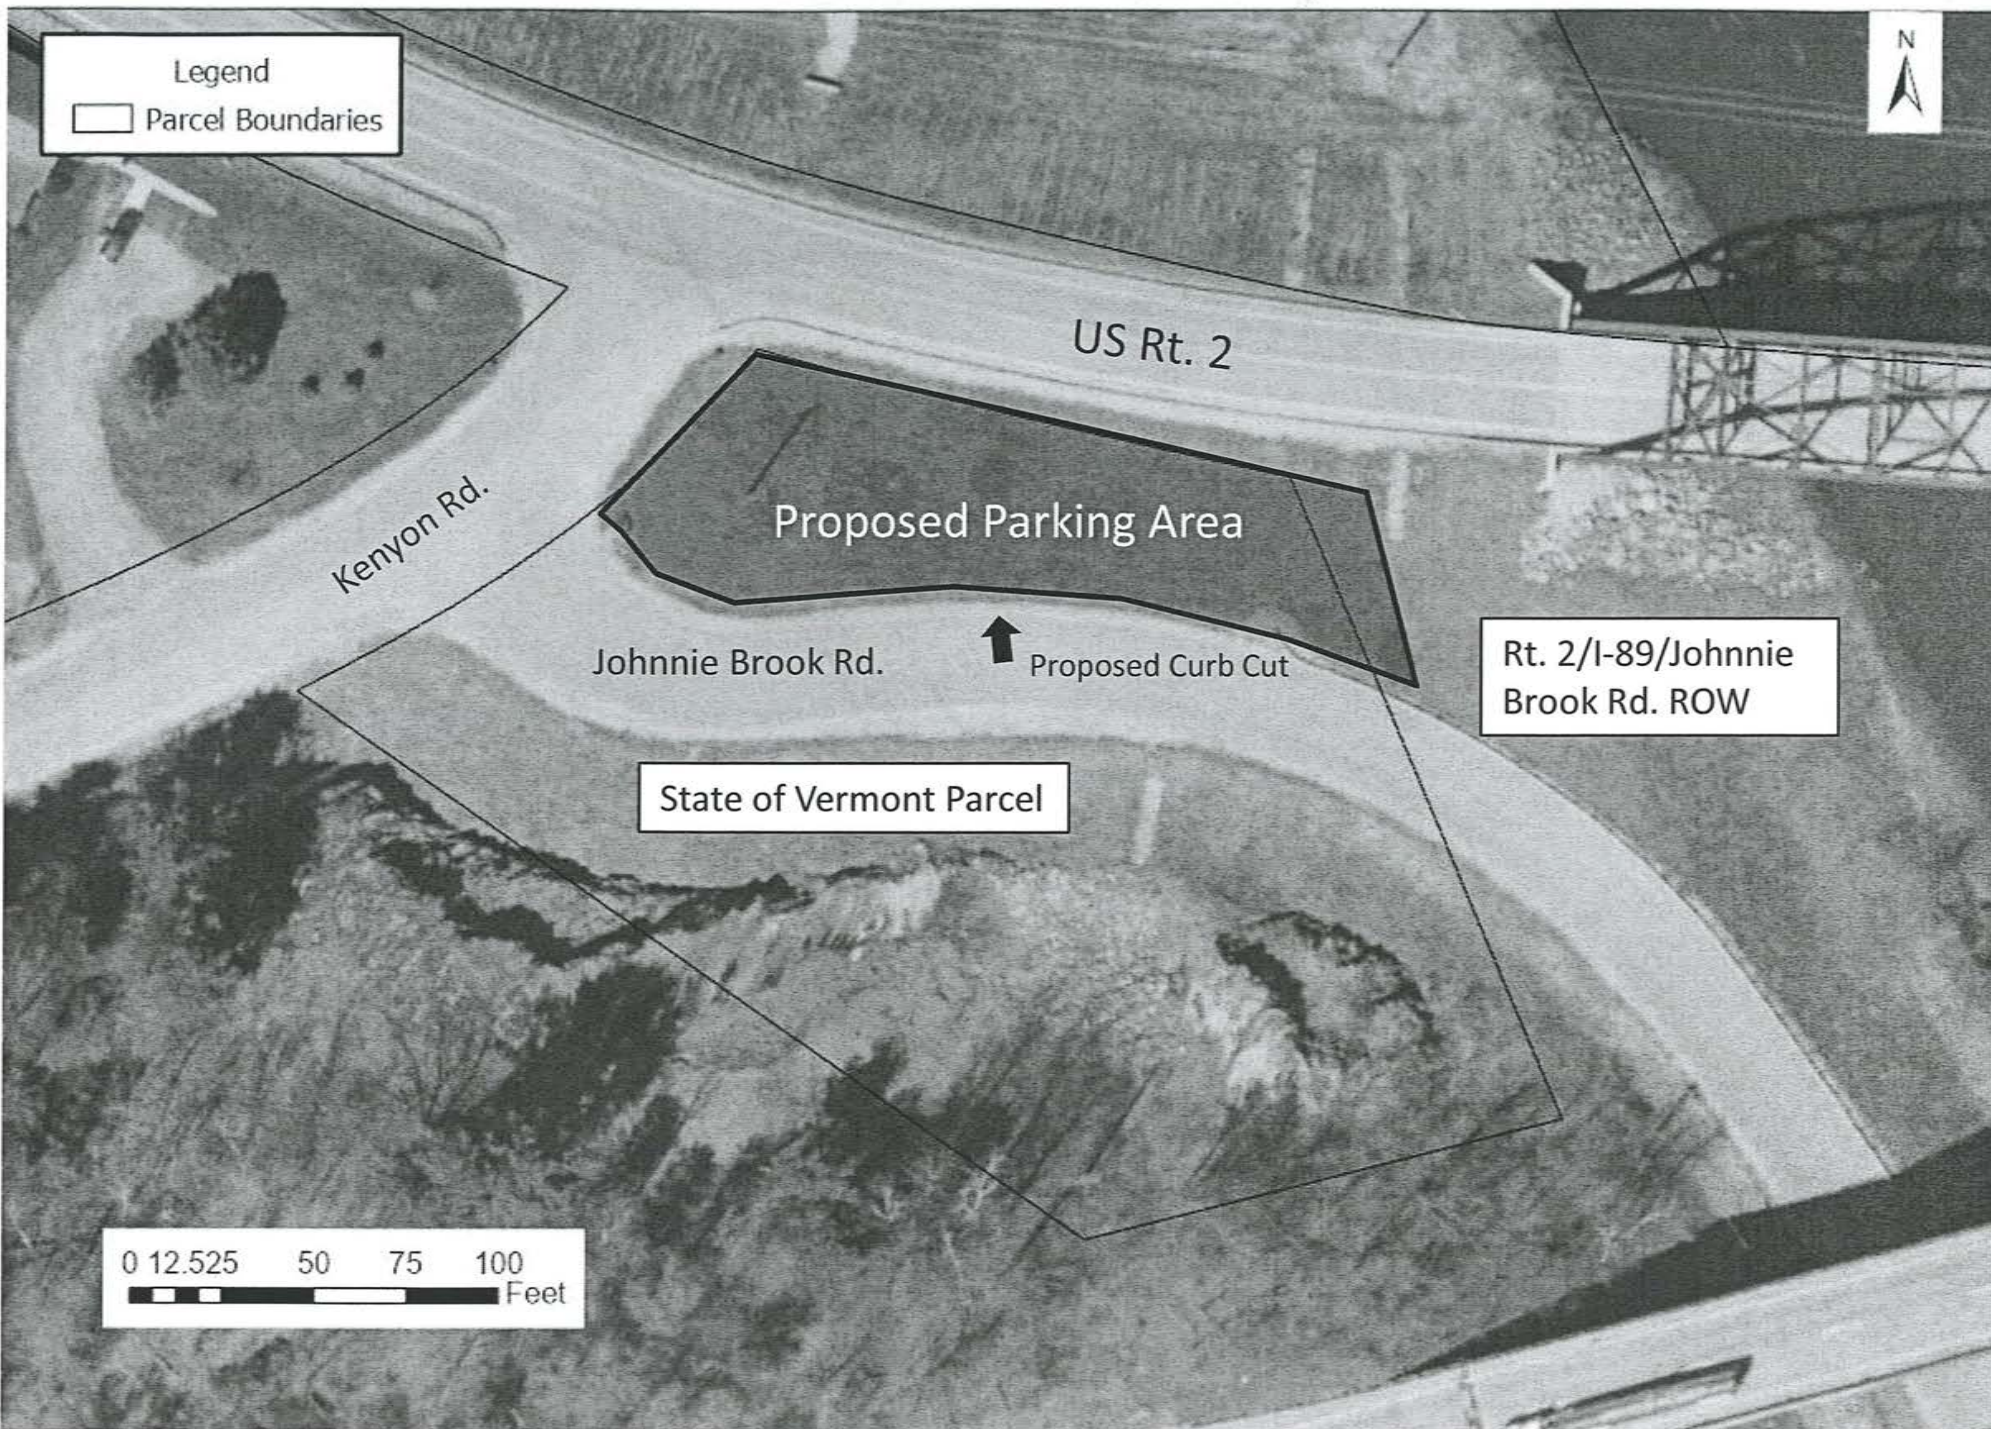 Legend
Parcel Boundaries
N
US Rt. 2
Kenyon Rd.
Proposed Parking Area
Johnnie Brook Rd.
Proposed Curb Cut
Rt. 2/I-89/Johnnie
Brook Rd. ROW
State of Vermont Parcel
0 12.525 50 75 100
Feet